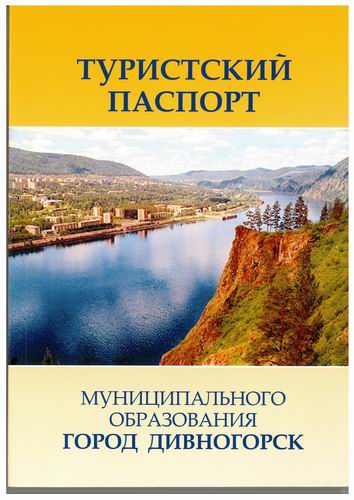 ТУРИСТСКИЙ
ПАСПОРТ
МУНИЦИПАЛЬНОГО
ОБРАЗОВАНИЯ
ГОРОД ДИВНОГОРСК